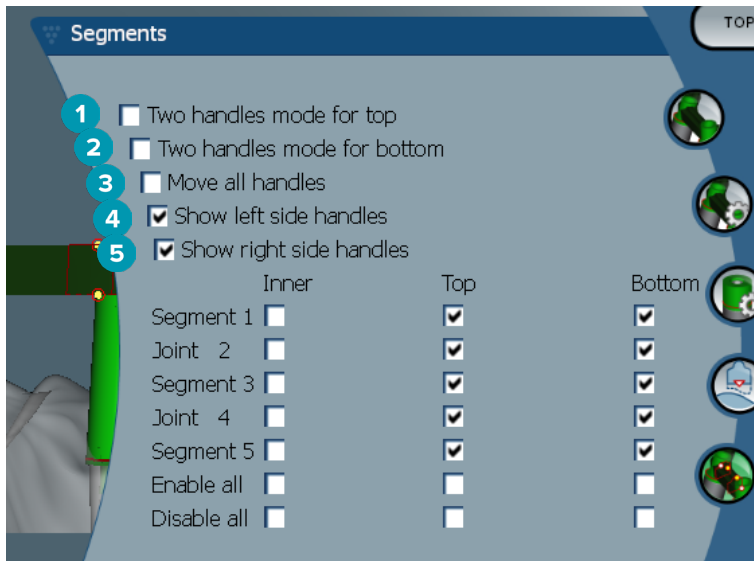 TOP
Segments
1 Two handles mode for top
2 Two handles mode for bottom
3 Move all handles
4 Show left side handles
5 Show right side handles
Inner Top Bottom
Segment 1
Joint 2
Segment 3
Joint 4
Segment 5
Enable all
Disable all